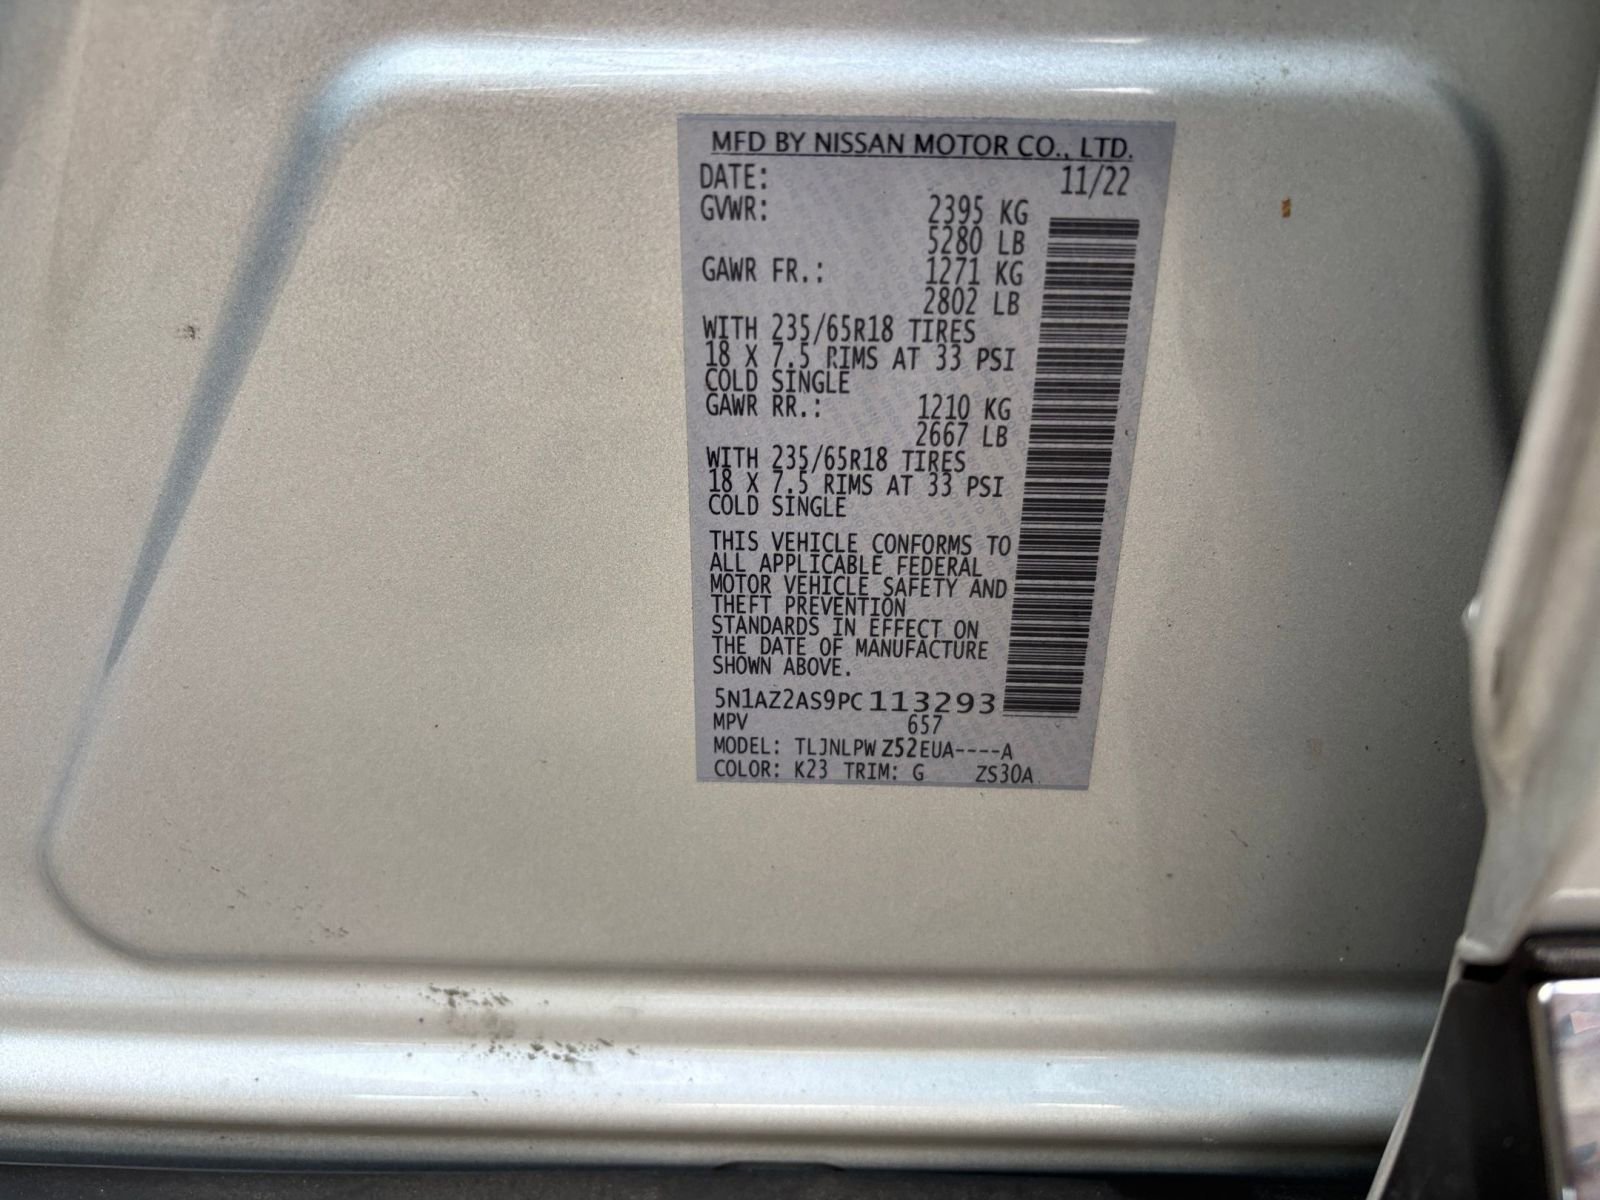 MFD BY NISSAN MOTOR CO., LTD.
DATE: 11/22
GVWR: 2395 KG
5280 LB
GAWR FR.: 1271 KG
2802 LB
WITH 235/65R18 TIRES
18 X 7.5 RIMS AT 33 PSI
COLD SINGLE
GAWR RR.: 1210 KG
2667 LB
WITH 235/65R18 TIRES
18 X 7.5 RIMS AT 33 PSI
COLD SINGLE
THIS VEHICLE CONFORMS TO
ALL APPLICABLE FEDERAL
MOTOR VEHICLE SAFETY AND
THEFT PREVENTION
STANDARDS IN EFFECT ON
THE DATE OF MANUFACTURE
SHOWN ABOVE.
5N1AZ2AS9PC113293
MPV 657
MODEL: TLJNLPW Z52EUA----A
COLOR: K23 TRIM: G ZS30A